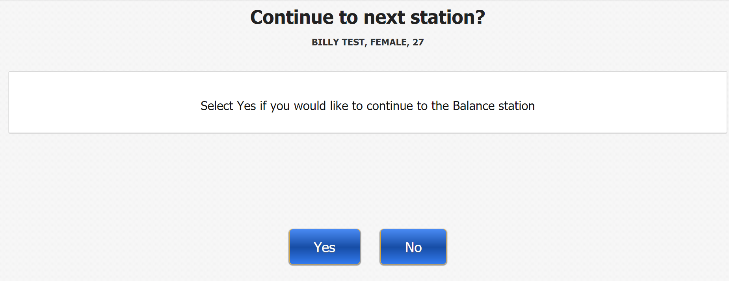 Continue to next station?
BILLY TEST, FEMALE, 27
Select Yes if you would like to continue to the Balance station
Yes
No